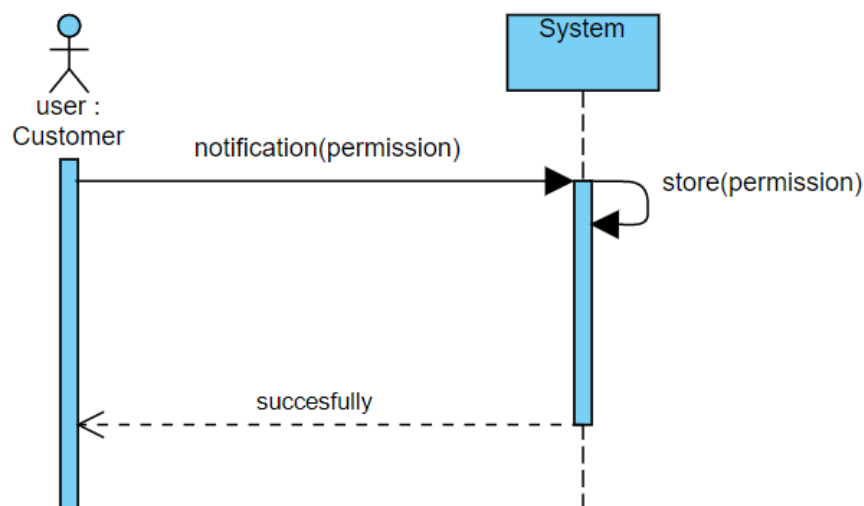 System
user :
Customer
notification(permission)
store(permission)
succesfully